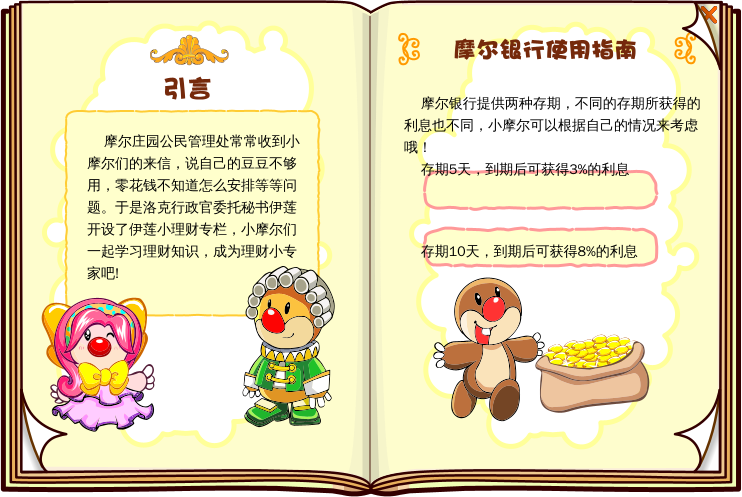 引言
摩尔庄园公民管理处常常收到小
摩尔们的来信，说自己的豆豆不够
用，零花钱不知道怎么安排等等问
题。于是洛克行政官委托秘书伊莲
开设了伊莲小理财专栏，小摩尔们
一起学习理财知识，成为理财小专
家吧!
摩尔银行使用指南
摩尔银行提供两种存期，不同的存期所获得的
利息也不同，小摩尔可以根据自己的情况来考虑
哦！
存期5天，到期后可获得3%的利息
存期10天，到期后可获得8%的利息